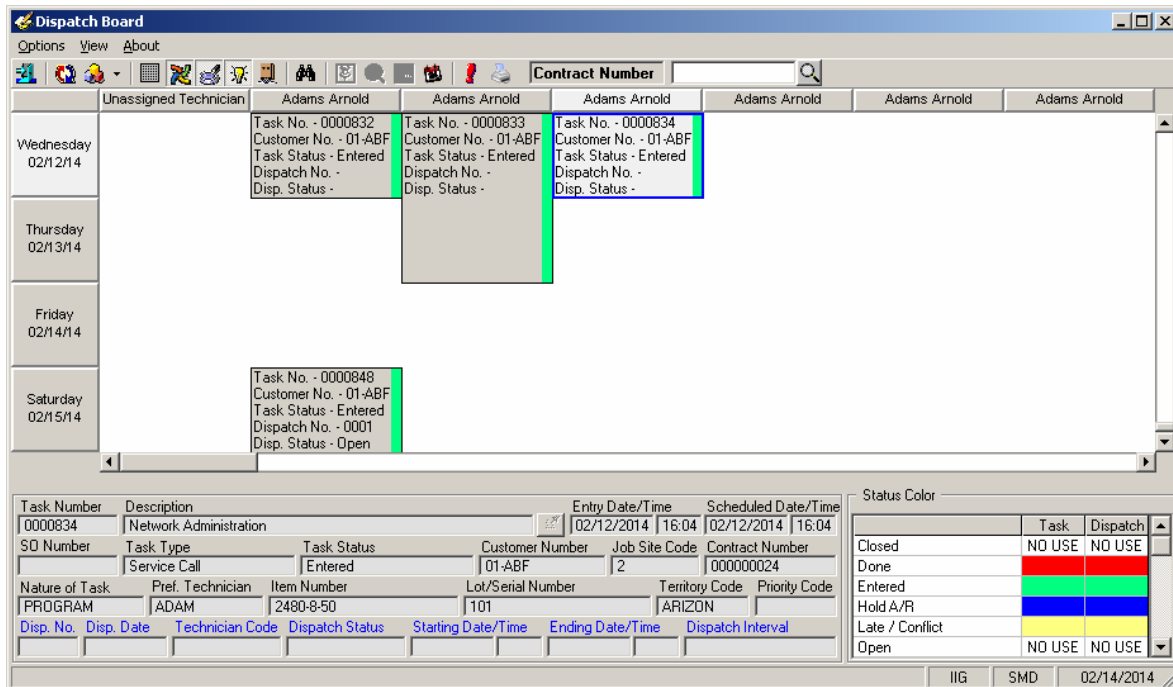 Dispatch Board
Options View About
Contract Number
Unassigned Technician Adams Arnold Adams Arnold Adams Arnold Adams Arnold Adams Arnold Adams Arnold
Wednesday
02/12/14
Task No. - 0000832
Customer No. - 01-ABF
Task Status - Entered
Dispatch No. -
Disp. Status -
Task No. - 0000833
Customer No. - 01-ABF
Task Status - Entered
Dispatch No. -
Disp. Status -
Task No. - 0000834
Customer No. - 01-ABF
Task Status - Entered
Dispatch No. -
Disp. Status -
Thursday
02/13/14
Friday
02/14/14
Saturday
02/15/14
Task No. - 0000848
Customer No. - 01-ABF
Task Status - Entered
Dispatch No. - 0001
Disp. Status - Open
Task Number Description Entry Date/Time Scheduled Date/Time
0000834 Network Administration 02/12/2014 16:04 02/12/2014 16:04
SO Number Task Type Task Status Customer Number Job Site Code Contract Number
Service Call Entered 01-ABF 2 000000024
Nature of Task Pref. Technician Item Number Lot/Serial Number Territory Code Priority Code
PROGRAM ADAM 2480-8-50 101 ARIZON
Disp. No. Disp. Date Technician Code Dispatch Status Starting Date/Time Ending Date/Time Dispatch Interval
Status Color
Task Dispatch
Closed NO USE NO USE
Done
Entered
Hold A/R
Late / Conflict
Open NO USE NO USE
IIG SMD 02/14/2014